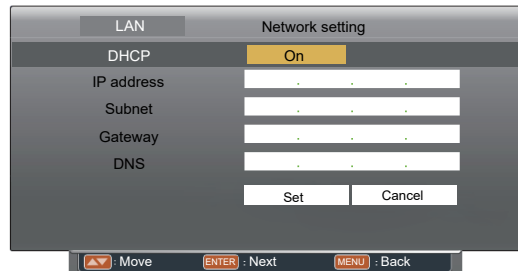 LAN Network setting
DHCP On
IP address . . .
Subnet . . .
Gateway . . .
DNS . . .
Set Cancel
: Move ENTER : Next MENU : Back